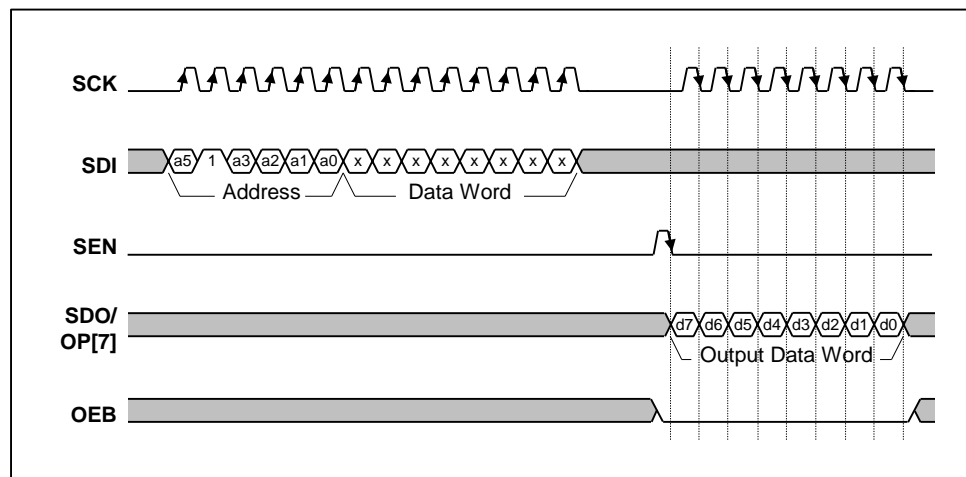 SCK
SDI a5 1 a3 a2 a1 a0 x x x x x x x x
Address Data Word
SEN
SDO/
OP[7] d7 d6 d5 d4 d3 d2 d1 d0
Output Data Word
OEB